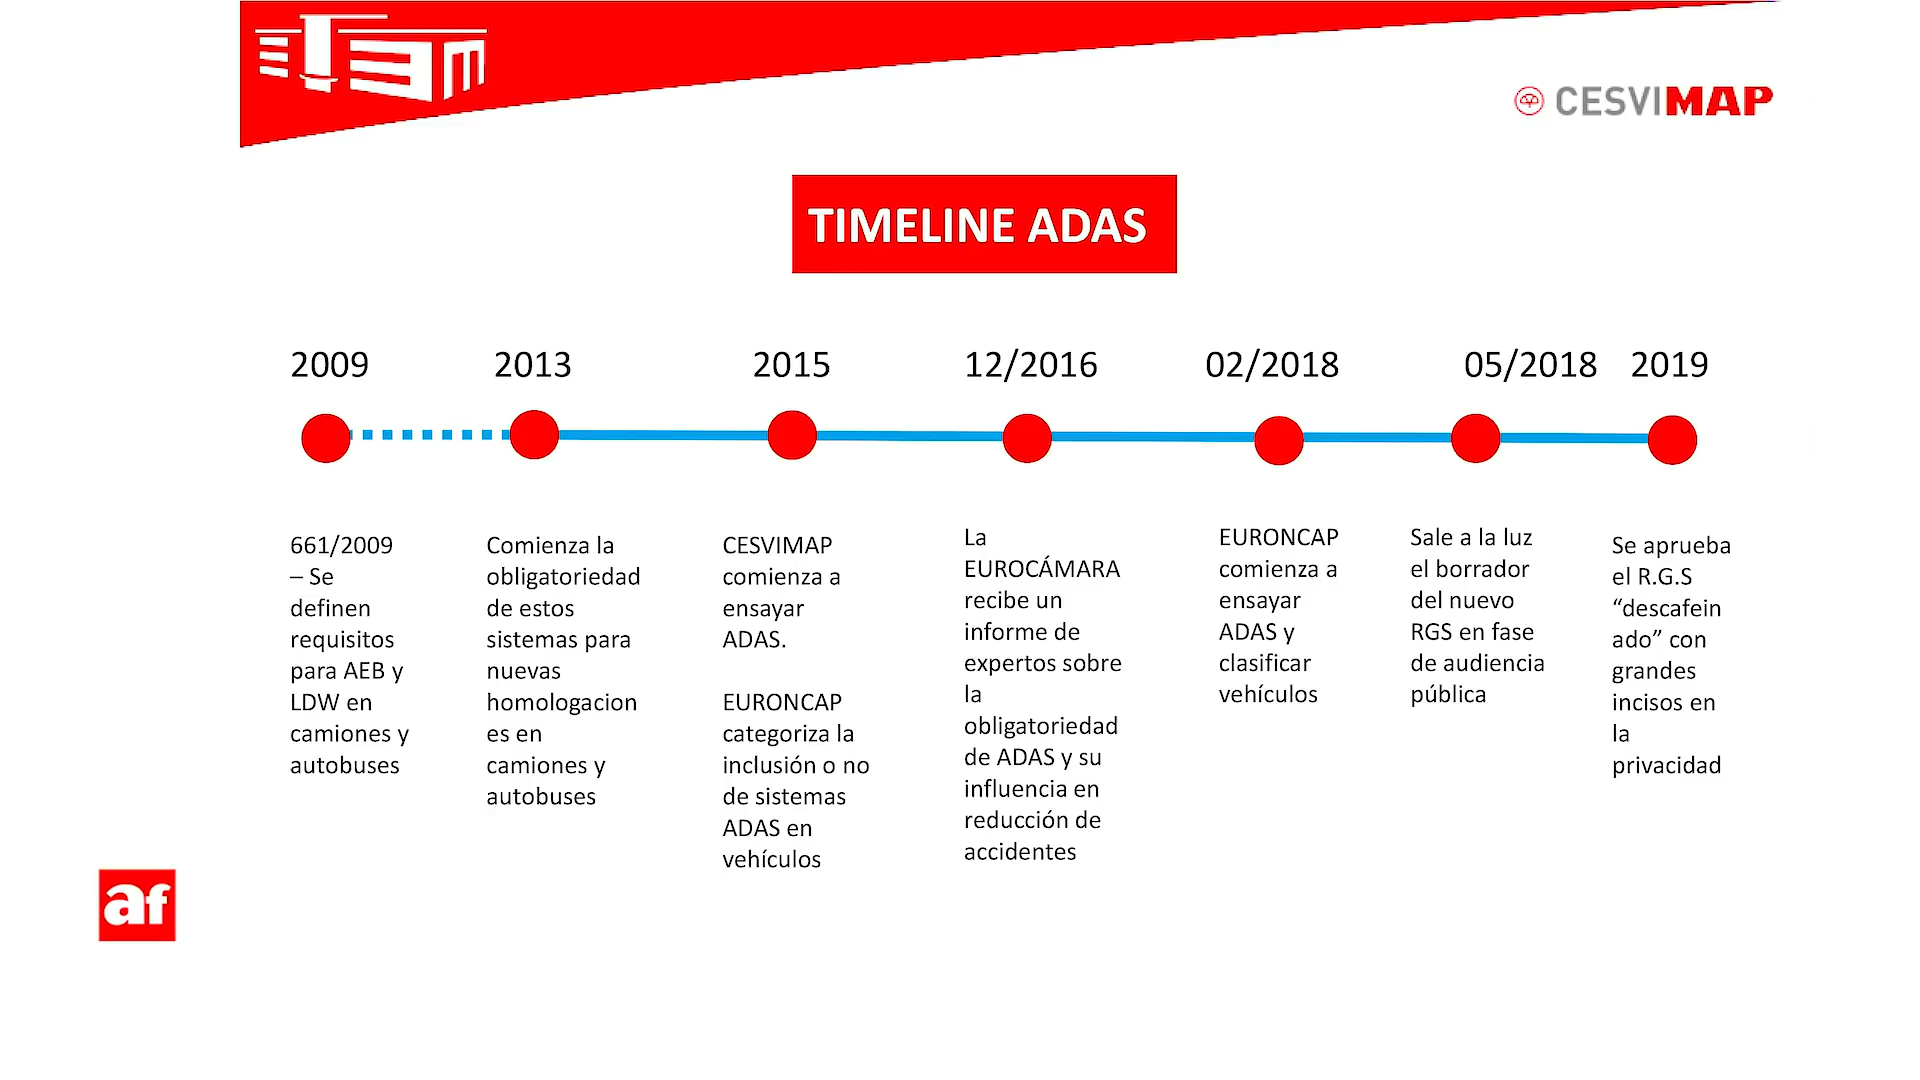 CESVIMAP
TIMELINE ADAS
2009
2013
2015
12/2016
02/2018
05/2018
2019
661/2009
– Se
definen
requisitos
para AEB y
LDW en
camiones y
autobuses
Comienza la
obligatoriedad
de estos
sistemas para
nuevas
homologacion
es en
camiones y
autobuses
CESVIMAP
comienza a
ensayar
ADAS.
EURONCAP
categoriza la
inclusión o no
de sistemas
ADAS en
vehículos
La
EUROCÁMARA
recibe un
informe de
expertos sobre
la
obligatoriedad
de ADAS y su
influencia en
reducción de
accidentes
EURONCAP
comienza a
ensayar
ADAS y
clasificar
vehículos
Sale a la luz
el borrador
del nuevo
RGS en fase
de audiencia
pública
Se aprueba
el R.G.S
“descafein
ado” con
grandes
incisos en
la
privacidad
af